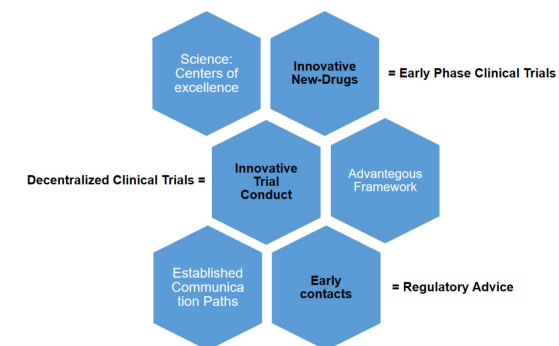 Science:
Centers of
excellence
Innovative
New-Drugs
= Early Phase Clinical Trials
Decentralized Clinical Trials =
Innovative
Trial
Conduct
Advantegous
Framework
Established
Communica
tion Paths
Early
contacts
= Regulatory Advice